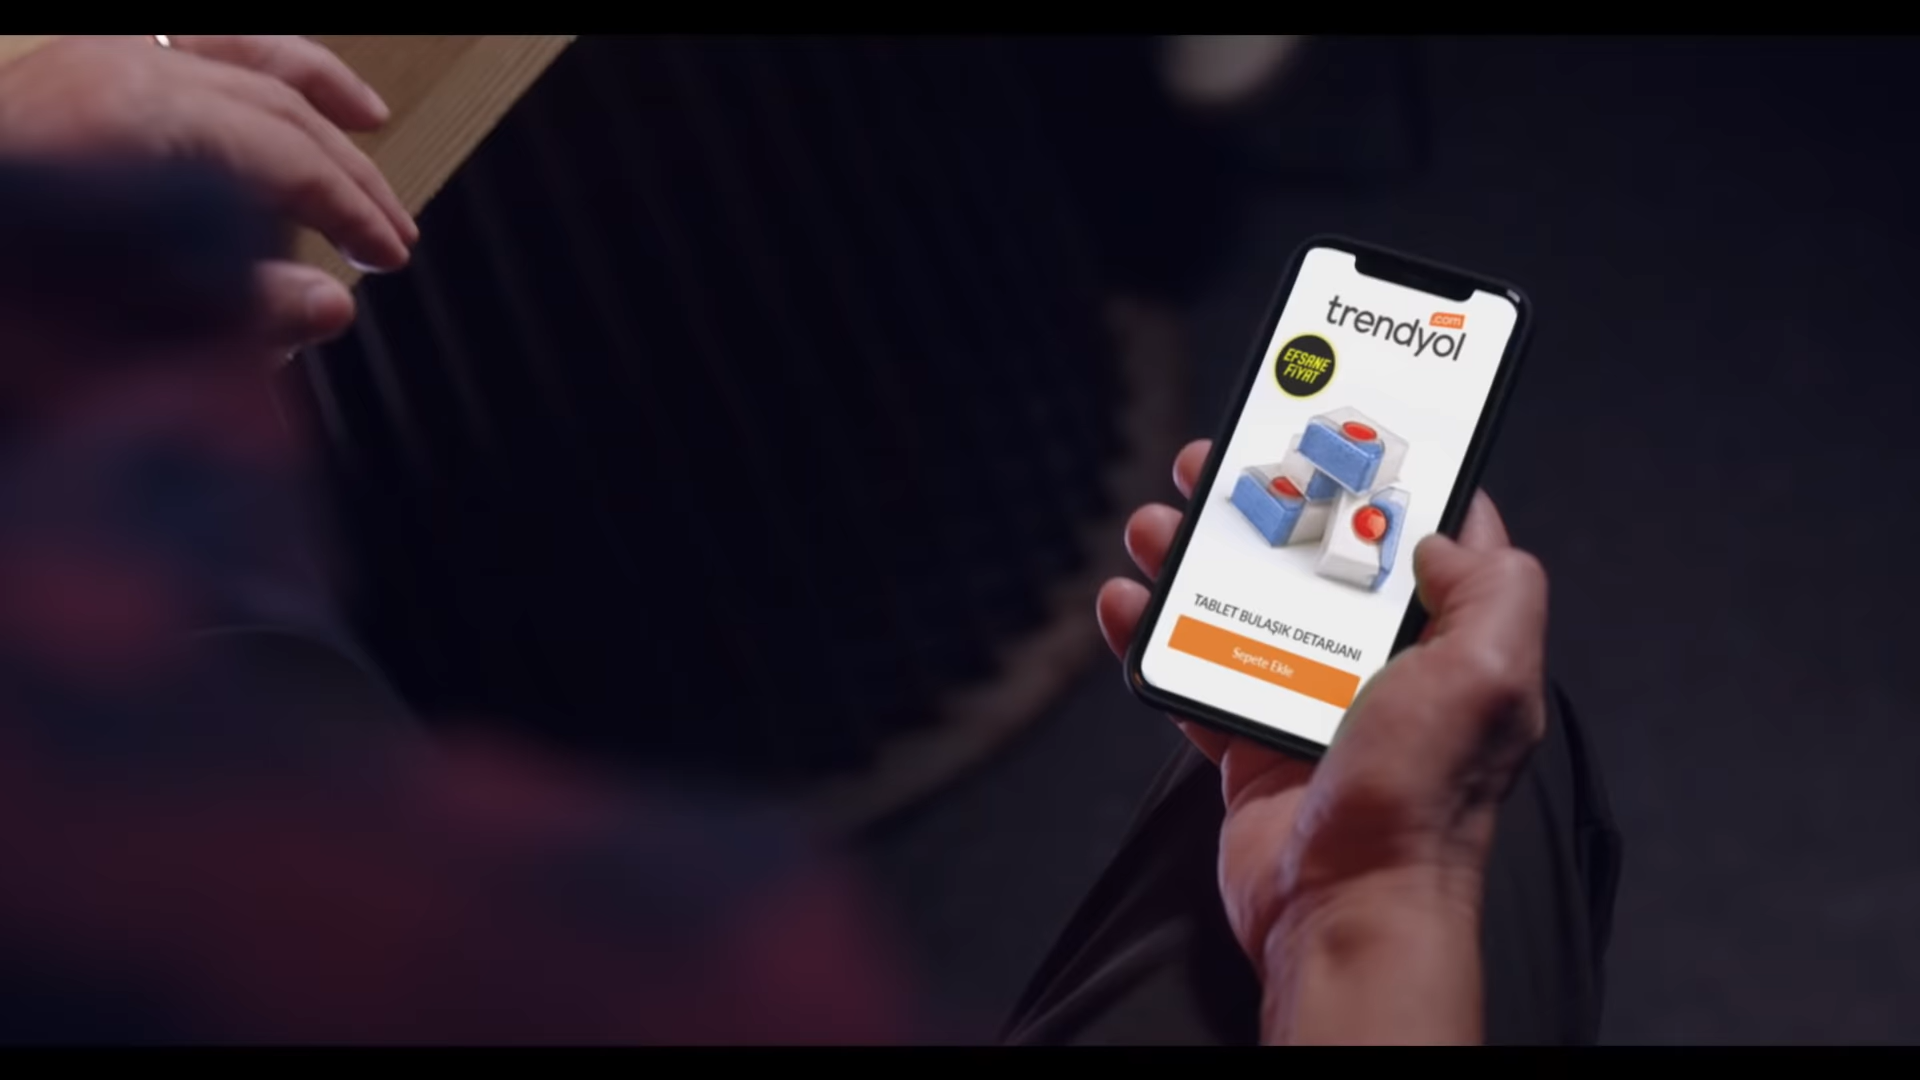 trendyol
.com
EFSANE
FİYAT
TABLET BULAŞIK DETARJANI
Sepete Ekle